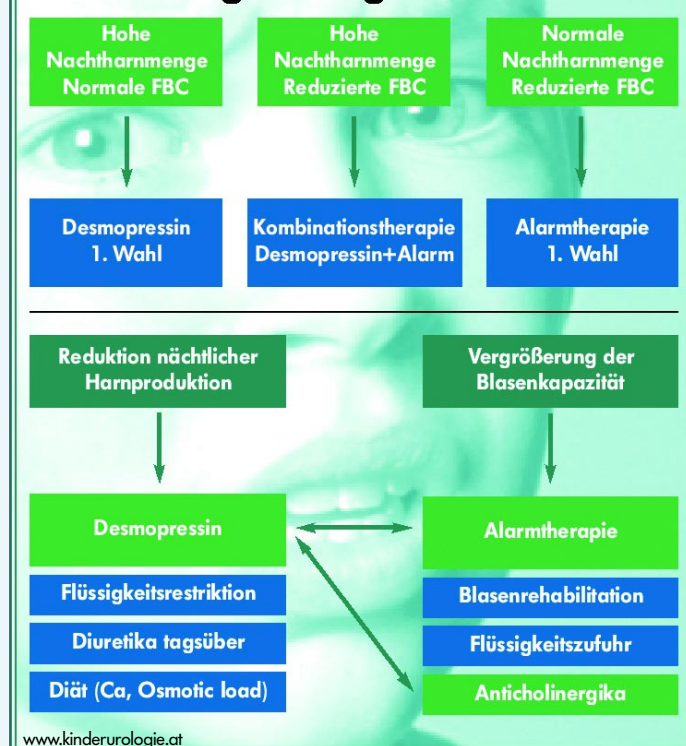 Hohe
Nachtharnmenge
Normale FBC
Hohe
Nachtharnmenge
Reduzierte FBC
Normale
Nachtharnmenge
Reduzierte FBC
Desmopressin
1. Wahl
Kombinationstherapie
Desmopressin+Alarm
Alarmtherapie
1. Wahl
Reduktion nächtlicher
Harnproduktion
Vergrößerung der
Blasenkapazität
Desmopressin
Alarmtherapie
Flüssigkeitsrestriktion
Blasenrehabilitation
Diuretika tagsüber
Flüssigkeitszufuhr
Diät (Ca, Osmotic load)
Anticholinergika
www.kinderurologie.at